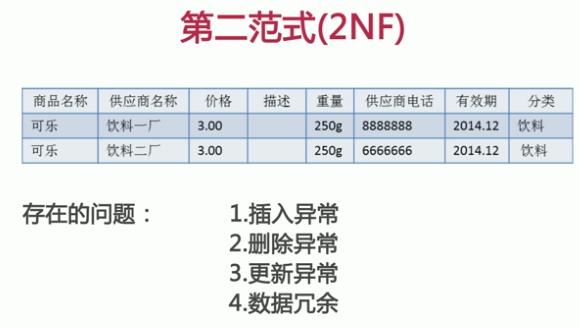 第二范式(2NF)
商品名称 供应商名称 价格 描述 重量 供应商电话 有效期 分类
可乐 饮料一厂 3.00 250g 8888888 2014.12 饮料
可乐 饮料二厂 3.00 250g 6666666 2014.12 饮料
存在的问题： 1.插入异常
2.删除异常
3.更新异常
4.数据冗余